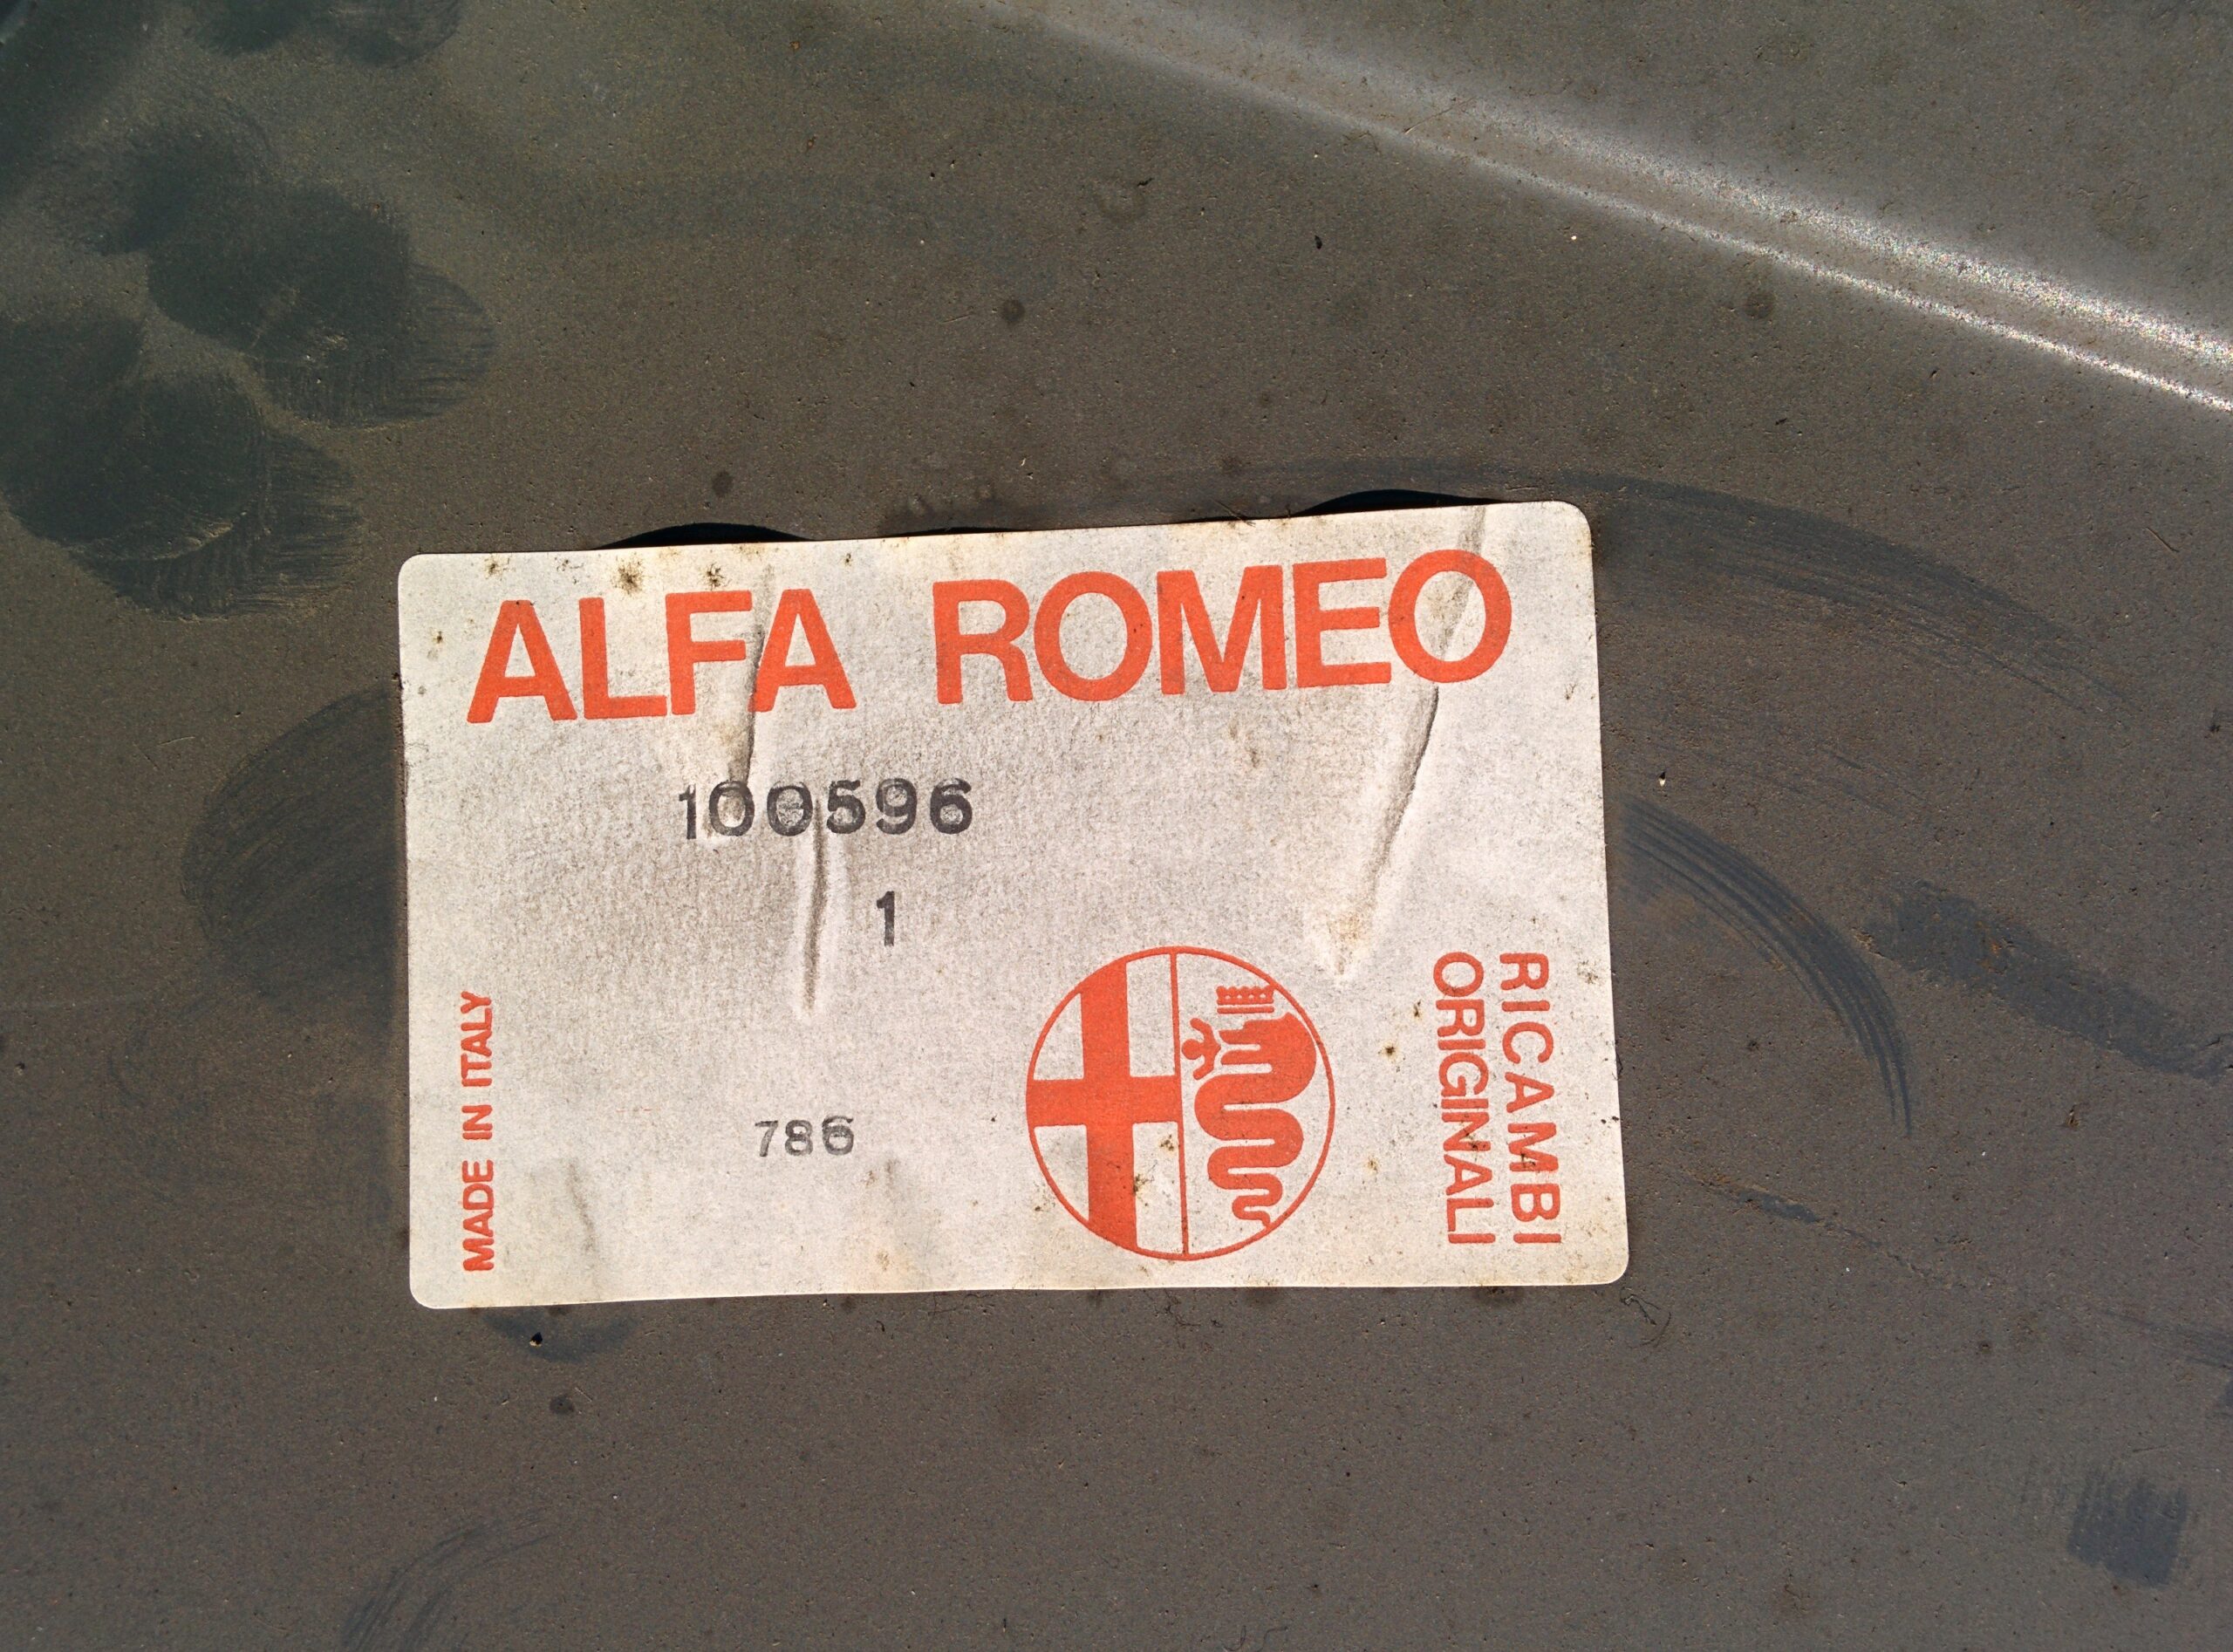 ALFA ROMEO
100596
1
786
MADE IN ITALY
RICAMBI
ORIGINALI